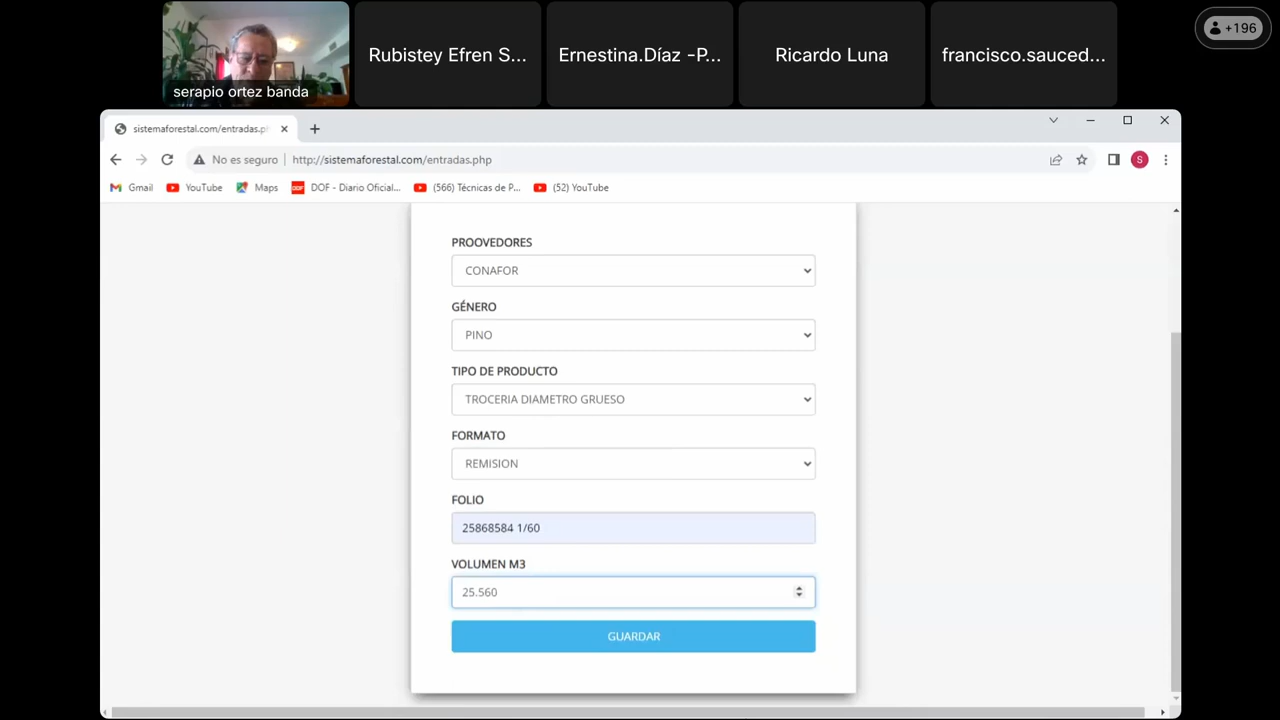 Rubistey Efren S...
Ernestina.Díaz -P...
Ricardo Luna
francisco.sauced...
+196
serapio ortez banda
sistemaforestal.com/entradas.ph
No es seguro
http://sistemaforestal.com/entradas.php
S
Gmail
YouTube
Maps
DOF
DOF - Diario Oficial...
(566) Técnicas de P...
(52) YouTube
PROOVEDORES
CONAFOR
GÉNERO
PINO
TIPO DE PRODUCTO
TROCERIA DIAMETRO GRUESO
FORMATO
REMISION
FOLIO
25868584 1/60
VOLUMEN M3
25.560
GUARDAR